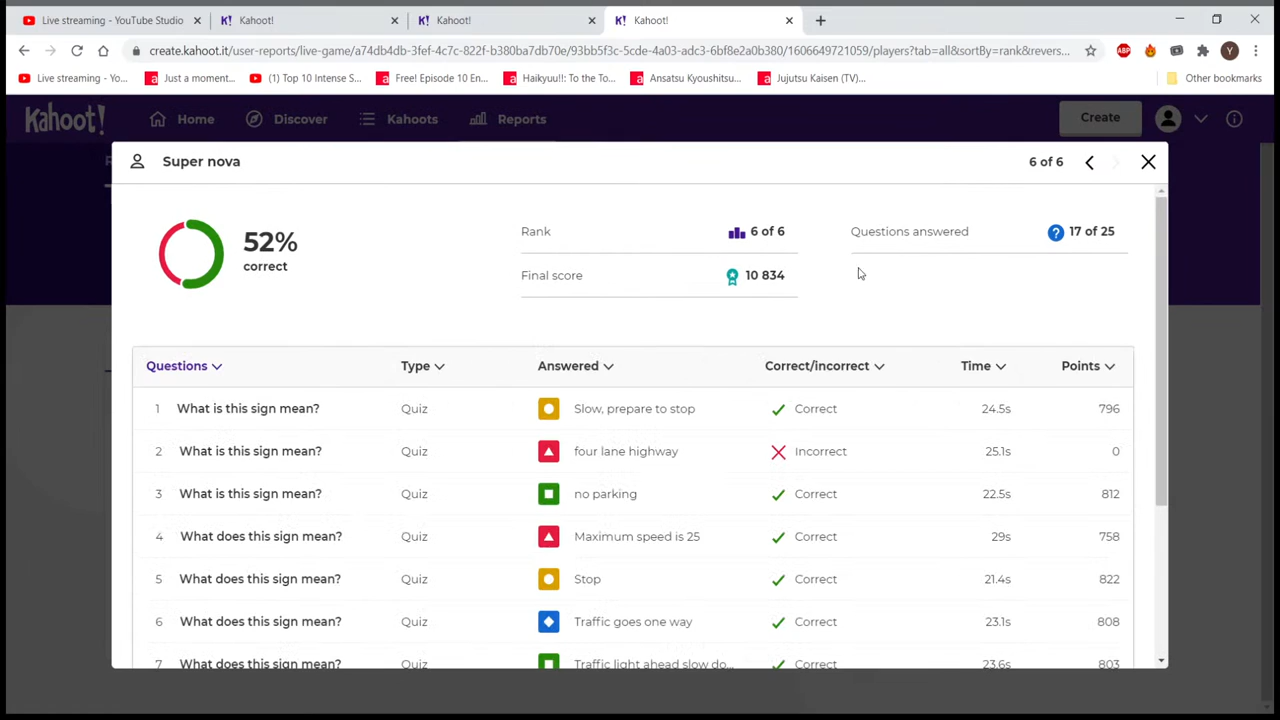 Live streaming - YouTube Studio
Kahoot!
Kahoot!
Kahoot!
create.kahoot.it/user-reports/live-game/a74db4db-3fef-4c7c-822f-b380ba7db70e/93bb5f3c-5cde-4a03-adc3-6bf8e2a0b380/1606649721059/players?tab=all&sortBy=rank&revers...
ABP
Y
Live streaming - Yo...
Just a moment...
(1) Top 10 Intense S...
Free! Episode 10 En...
Haikyuu!!: To the To...
Ansatsu Kyoushitsu...
Jujutsu Kaisen (TV)...
Other bookmarks
Kahoot!
Home
Discover
Kahoots
Reports
Create
Super nova
6 of 6
52%
correct
Rank
6 of 6
Questions answered
17 of 25
Final score
10 834
Questions Type Answered Correct/incorrect Time Points
1 What is this sign mean? Quiz Slow, prepare to stop Correct 24.5s 796
2 What is this sign mean? Quiz four lane highway Incorrect 25.1s 0
3 What is this sign mean? Quiz no parking Correct 22.5s 812
4 What does this sign mean? Quiz Maximum speed is 25 Correct 29s 758
5 What does this sign mean? Quiz Stop Correct 21.4s 822
6 What does this sign mean? Quiz Traffic goes one way Correct 23.1s 808
7 What does this sign mean? Quiz Traffic light ahead slow do... Correct 23.6s 803